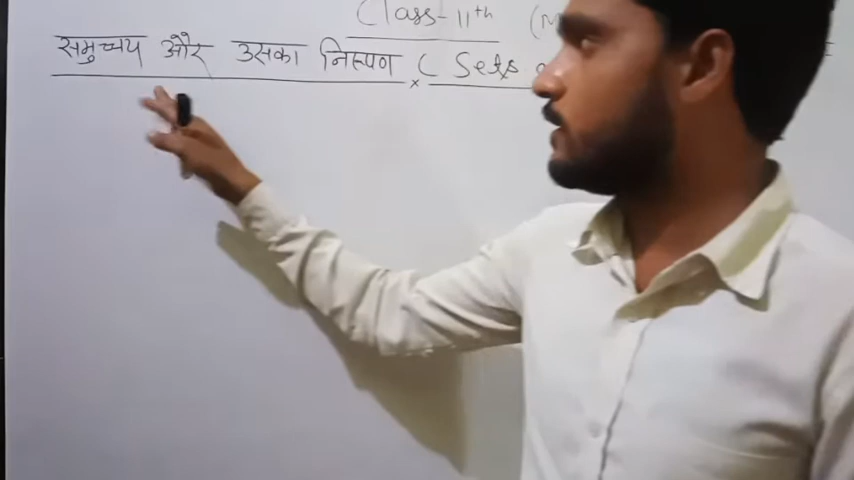 Class-11th (
समुच्चय और उसका निरूपण ( Sets